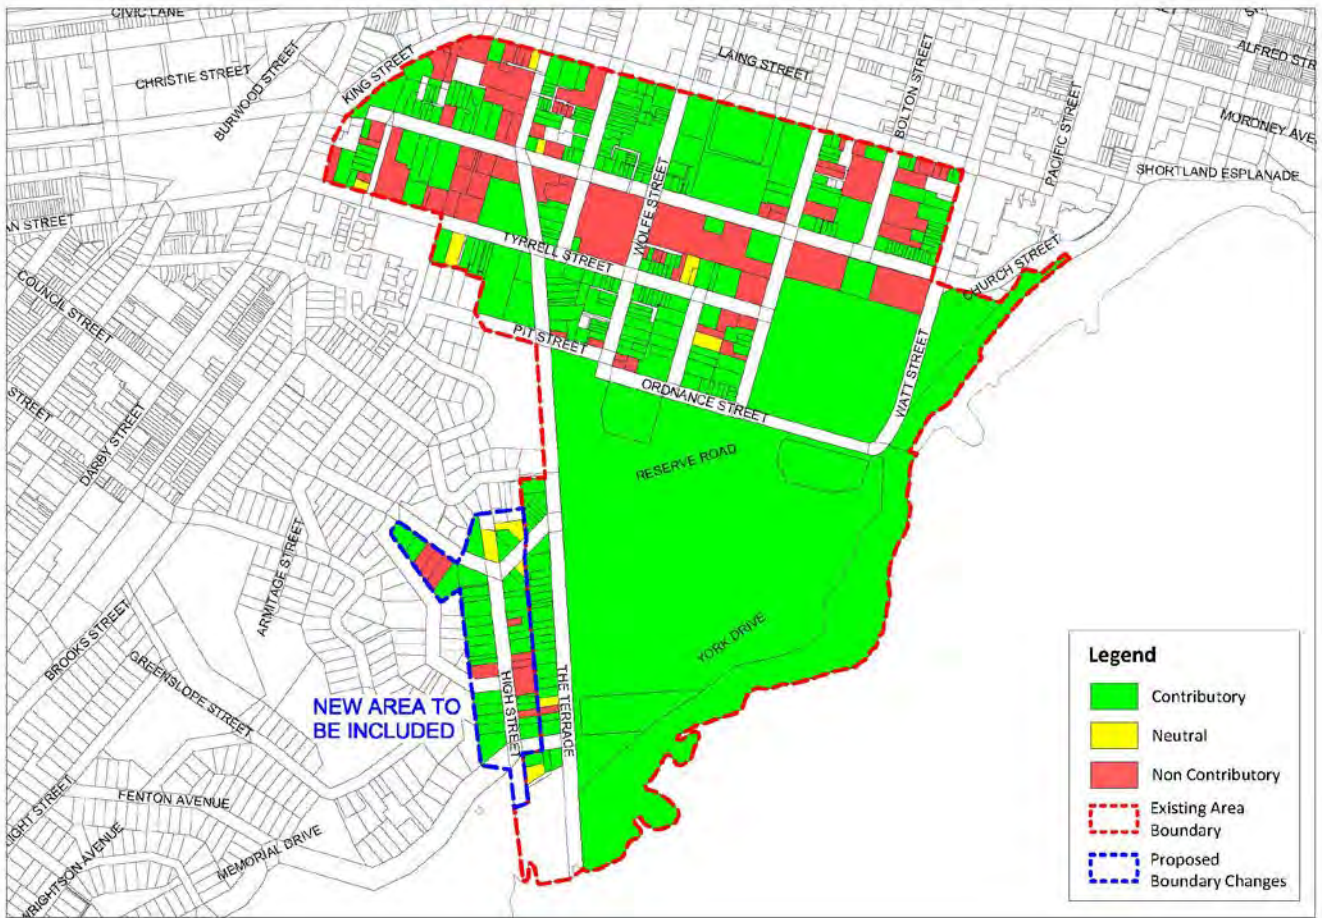 CIVIC LANE
CHRISTIE STREET
BURWOOD STREET
KING STREET
LAING STREET
BOLTON STREET
PACIFIC STREET
ALFRED STR
MORONEY AVE
SHORTLAND ESPLANADE
AN STREET
COUNCIL STREET
STREET
DARBY STREET
WOLFE STREET
TYRRELL STREET
CHURCH STREET
PIT STREET
ORDNANCE STREET
WATT STREET
RESERVE ROAD
ARMITAGE STREET
BROOKS STREET
GREENSLOPE STREET
YORK DRIVE
HIGH STREET
THE TERRACE
NEW AREA TO
BE INCLUDED
FENTON AVENUE
LIGHT STREET
MEMORIAL DRIVE
WRIGHTSON AVENUE
Legend
Contributory
Neutral
Non Contributory
Existing Area
Boundary
Proposed
Boundary Changes